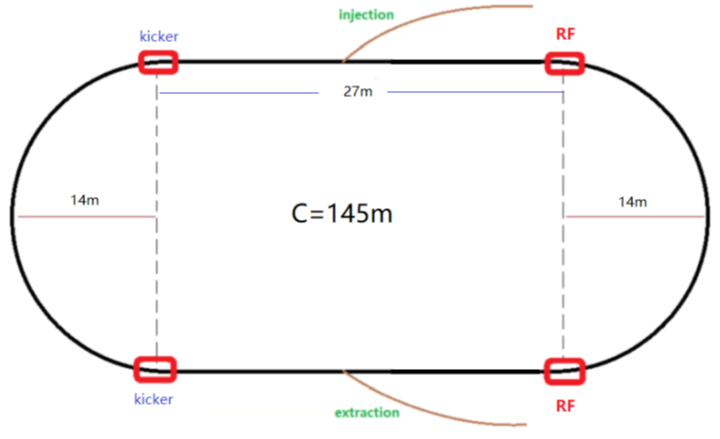 injection
kicker
RF
27m
14m
14m
C=145m
kicker
extraction
RF